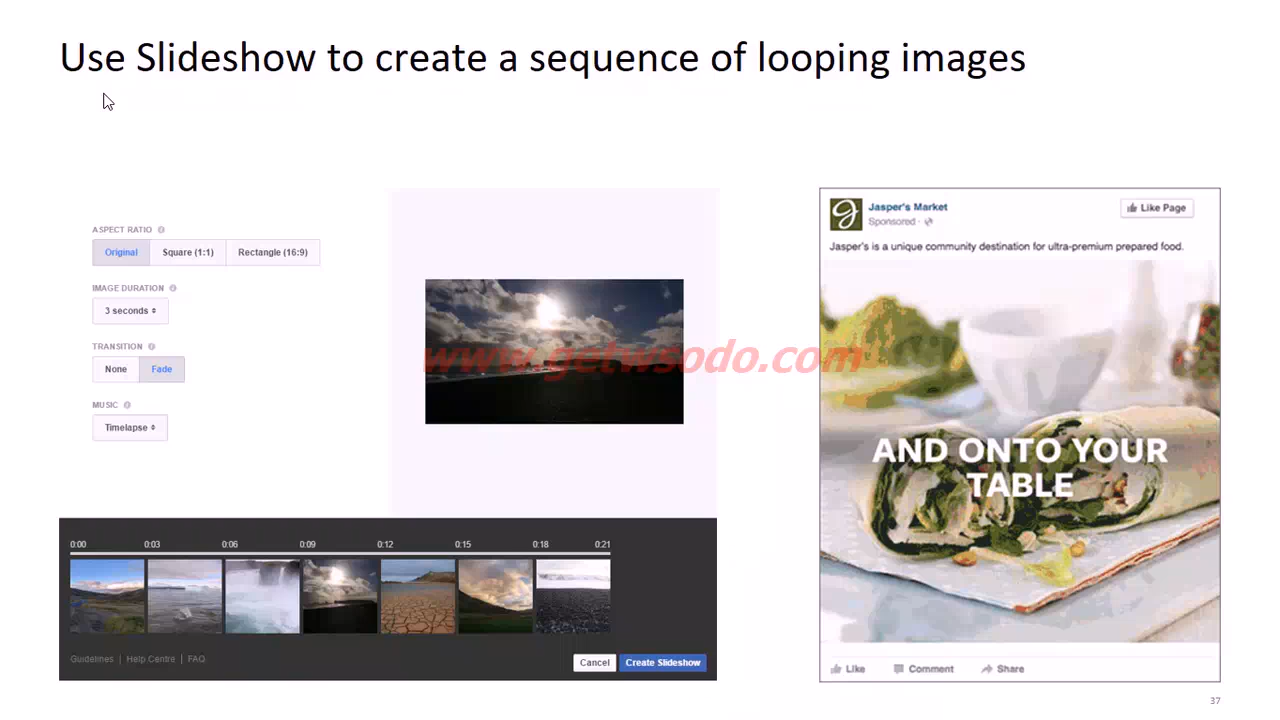 Use Slideshow to create a sequence of looping images
ASPECT RATIO
Original Square (1:1) Rectangle (16:9)
IMAGE DURATION
3 seconds
TRANSITION
None Fade
MUSIC
Timelapse
www.getwsodo.com
0:00 0:03 0:06 0:09 0:12 0:15 0:18 0:21
Guidelines | Help Centre | FAQ
Cancel Create Slideshow
Jasper's Market
Sponsored ·
Like Page
Jasper's is a unique community destination for ultra-premium prepared food.
AND ONTO YOUR
TABLE
Like Comment Share
37